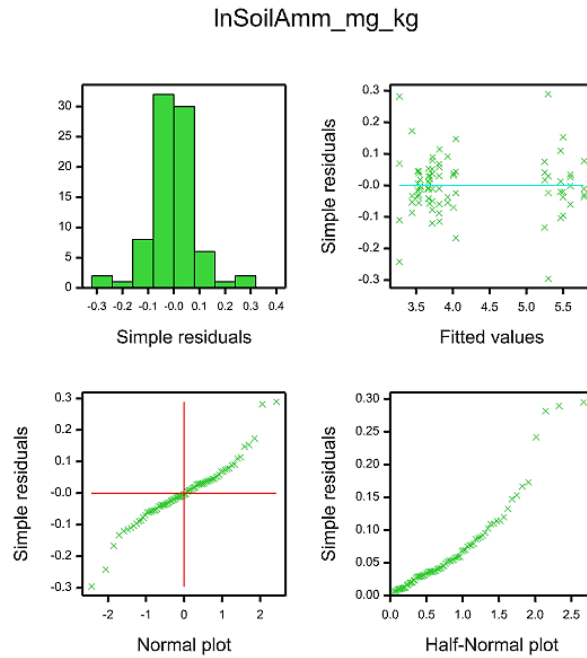 lnSoilAmm_mg_kg
30
25
20
15
10
5
0
-0.3 -0.2 -0.1 -0.0 0.1 0.2 0.3 0.4
Simple residuals
0.3
0.2
0.1
-0.0
-0.1
-0.2
-0.3
Simple residuals
3.5 4.0 4.5 5.0 5.5
Fitted values
0.3
0.2
0.1
-0.0
-0.1
-0.2
-0.3
Simple residuals
-2 -1 0 1 2
Normal plot
0.30
0.25
0.20
0.15
0.10
0.05
0.00
Simple residuals
0.0 0.5 1.0 1.5 2.0 2.5
Half-Normal plot